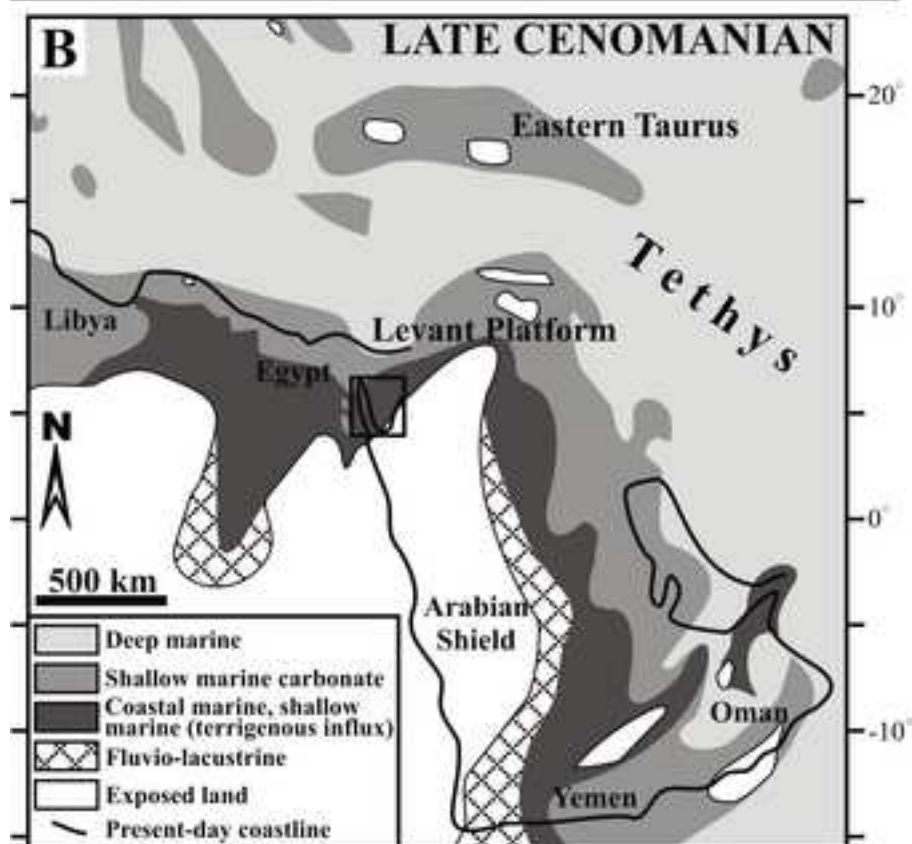 B
LATE CENOMANIAN
20°
Eastern Taurus
Tethys
10°
Libya
Levant Platform
Egypt
N
0°
500 km
Arabian
Shield
Deep marine
Shallow marine carbonate
Coastal marine, shallow
marine (terrigenous influx)
Fluvio-lacustrine
Exposed land
Present-day coastline
Oman
-10°
Yemen